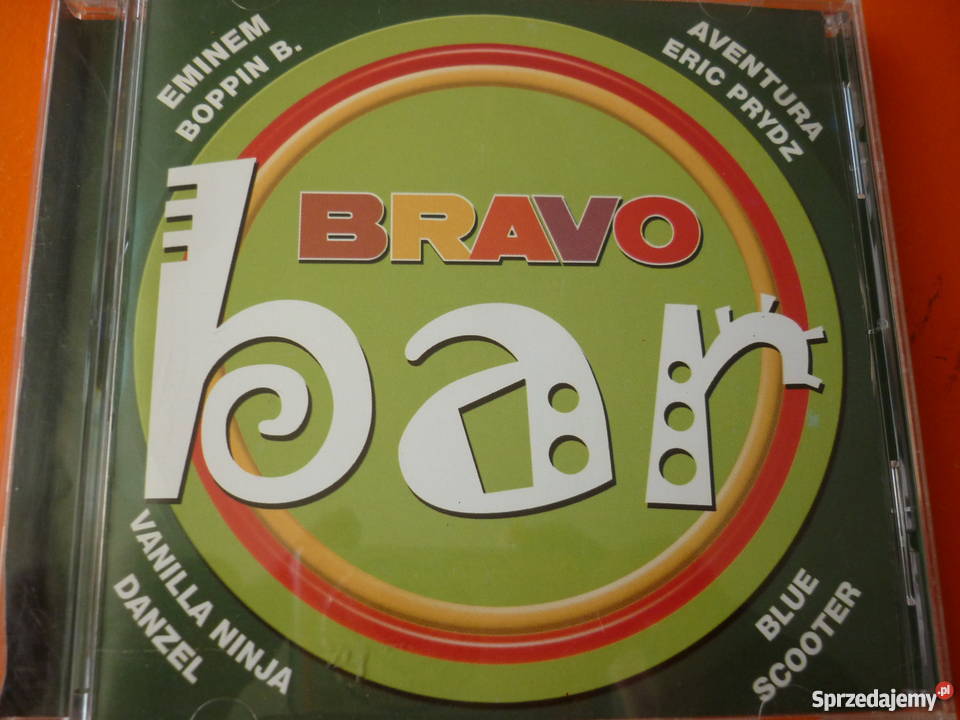 EMINEM
BOPPIN B.
AVENTURA
ERIC PRYDZ
BRAVO
bar
VANILLA NINJA
DANZEL
BLUE
SCOOTER
Sprzedajemy.pl